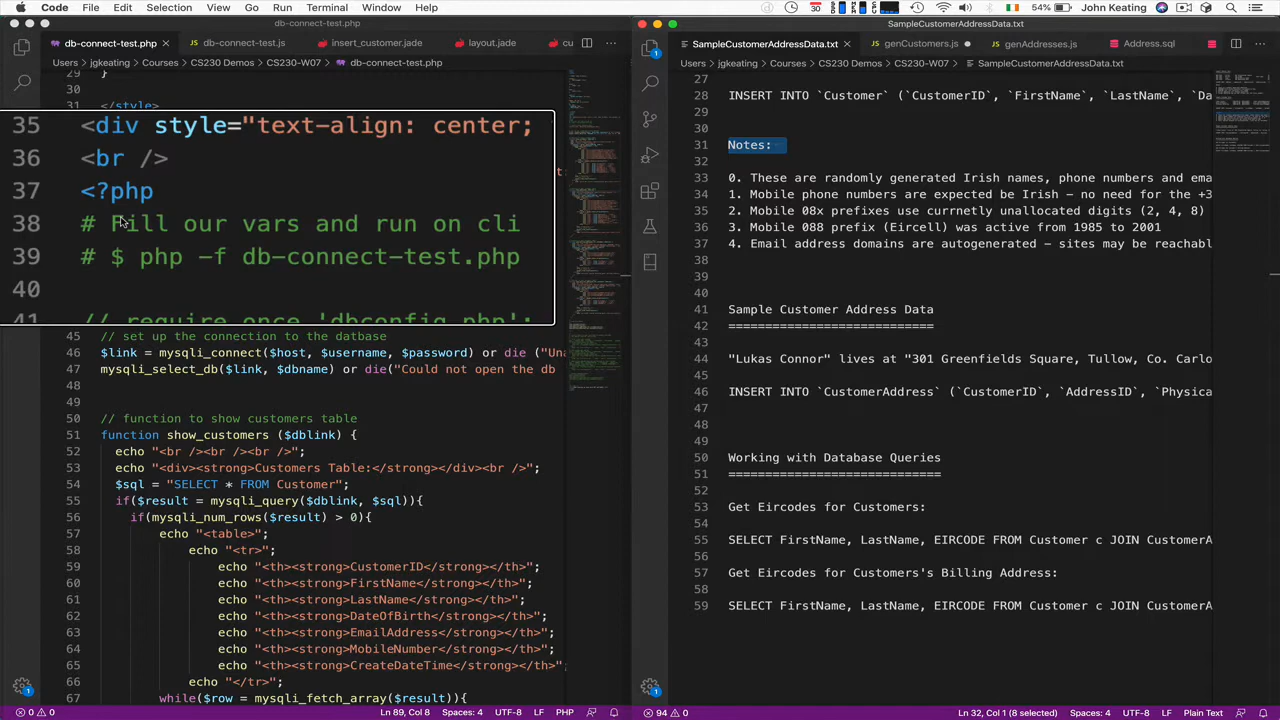 Code File Edit Selection View Go Run Terminal Window Help
30 54% John Keating
db-connect-test.php
SampleCustomerAddressData.txt
db-connect-test.php db-connect-test.js insert_customer.jade layout.jade cu
SampleCustomerAddressData.txt genCustomers.js genAddresses.js Address.sql
Users > jgkeating > Courses > CS230 Demos > CS230-W07 > db-connect-test.php
Users > jgkeating > Courses > CS230 Demos > CS230-W07 > SampleCustomerAddressData.txt
29 }
30
31 </style>
35 <div style="text-align: center
36 <br />
37 <?php
38 # Fill our vars and run on cli
39 # $ php -f db-connect-test.php
40
41 // require_once 'dbconfig.php';
45 // set up the connection to the datbase
46 $link = mysqli_connect($host, $username, $password) or die ("Una
47 mysqli_select_db($link, $dbname) or die("Could not open the db
48
49
50 // function to show customers table
51 function show_customers ($dblink) {
52 echo "<br /><br /><br />";
53 echo "<div><strong>Customers Table:</strong></div><br />";
54 $sql = "SELECT * FROM Customer";
55 if($result = mysqli_query($dblink, $sql)){
56 if(mysqli_num_rows($result) > 0){
57 echo "<table>";
58 echo "<tr>";
59 echo "<th><strong>CustomerID</strong></th>";
60 echo "<th><strong>FirstName</strong></th>";
61 echo "<th><strong>LastName</strong></th>";
62 echo "<th><strong>DateOfBirth</strong></th>";
63 echo "<th><strong>EmailAddress</strong></th>";
64 echo "<th><strong>MobileNumber</strong></th>";
65 echo "<th><strong>CreateDateTime</strong></th>";
66 echo "</tr>";
67 while($row = mysqli_fetch_array($result)){
27
28 INSERT INTO `Customer` (`CustomerID`, `FirstName`, `LastName`, `Da
29
30
31 Notes:
32
33 0. These are randomly generated Irish names, phone numbers and ema
34 1. Mobile phone numbers are expected be Irish – no need for the +3
35 2. Mobile 08x prefixes use currnetly unallocated digits (2, 4, 8)
36 3. Mobile 088 prefix was Eircell which was active from 1985 to 2001
37 4. Email address domains are autogenerated – sites may be reachabl
38
39
40
41 Sample Customer Address Data
42 ============================
43
44
45
46 INSERT INTO `CustomerAddress` (`CustomerID`, `AddressID`, `Physica
47
48
49
50 Working with Database Queries
51 =============================
52
53 Get Eircodes for Customers:
54
55 SELECT FirstName, LastName, EIRCODE FROM Customer c JOIN CustomerA
56
57 Get Eircodes for Customers's Billing Address:
58
59 SELECT FirstName, LastName, EIRCODE FROM Customer c JOIN CustomerA
0 0 Ln 89, Col 8 Spaces: 4 UTF-8 LF PHP
94 0 Ln 32, Col 1 (8 selected) Spaces: 4 UTF-8 LF Plain Text